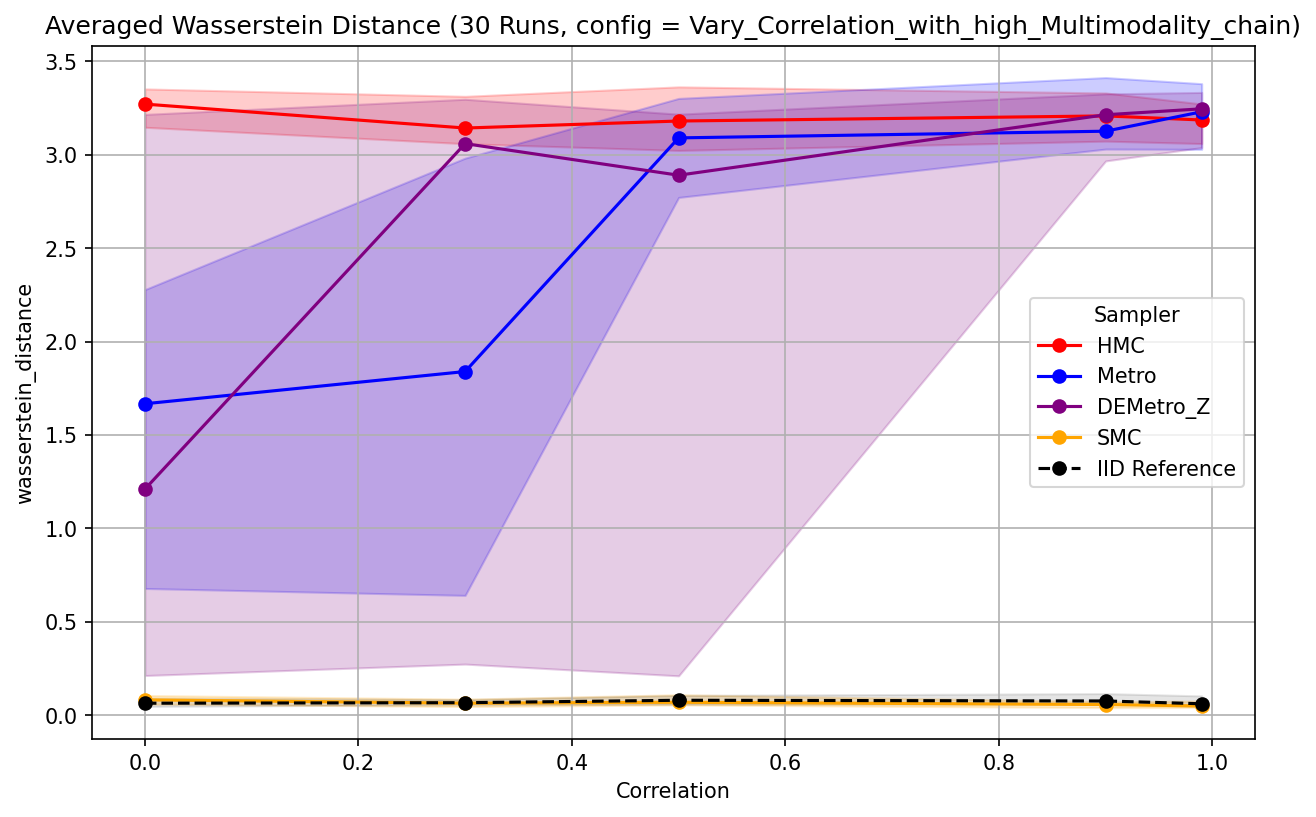 Averaged Wasserstein Distance (30 Runs, config = Vary_Correlation_with_high_Multimodality_chain)
wasserstein_distance
3.5
3.0
2.5
2.0
1.5
1.0
0.5
0.0
Sampler
HMC
Metro
DEMetro_Z
SMC
IID Reference
0.0 0.2 0.4 0.6 0.8 1.0
Correlation